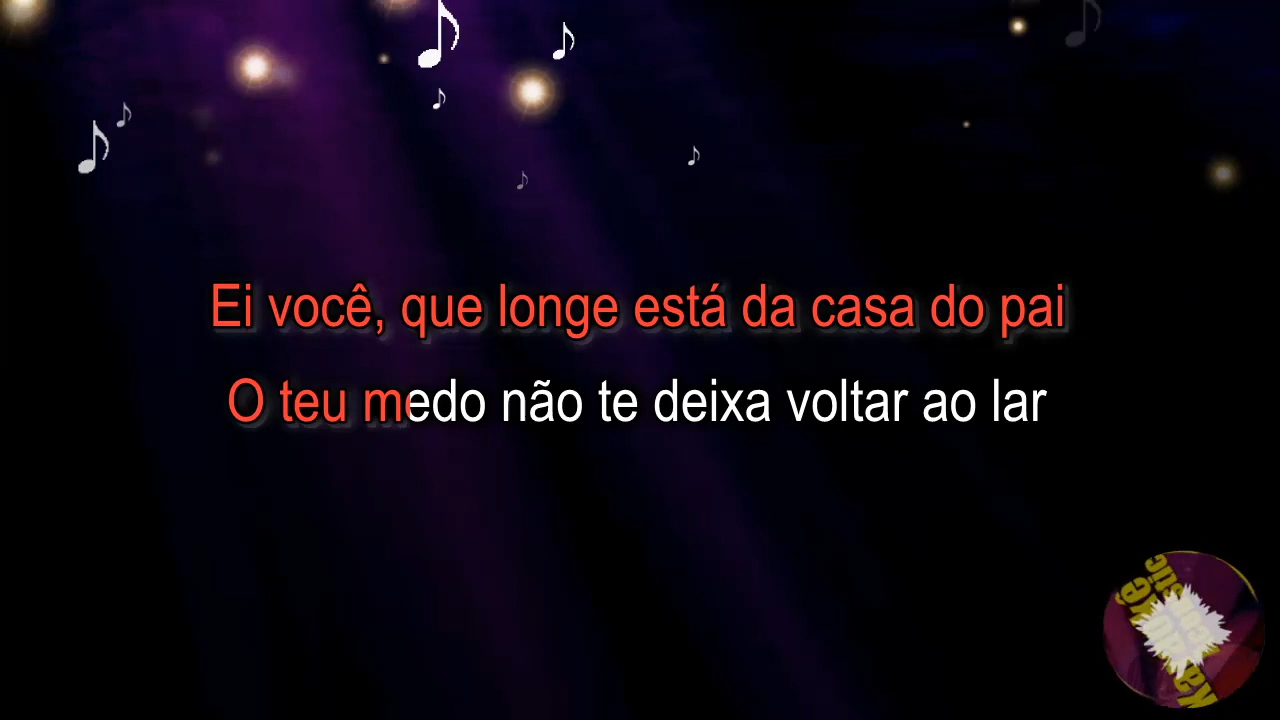 Ei você, que longe está da casa do pai
O teu medo não te deixa voltar ao lar